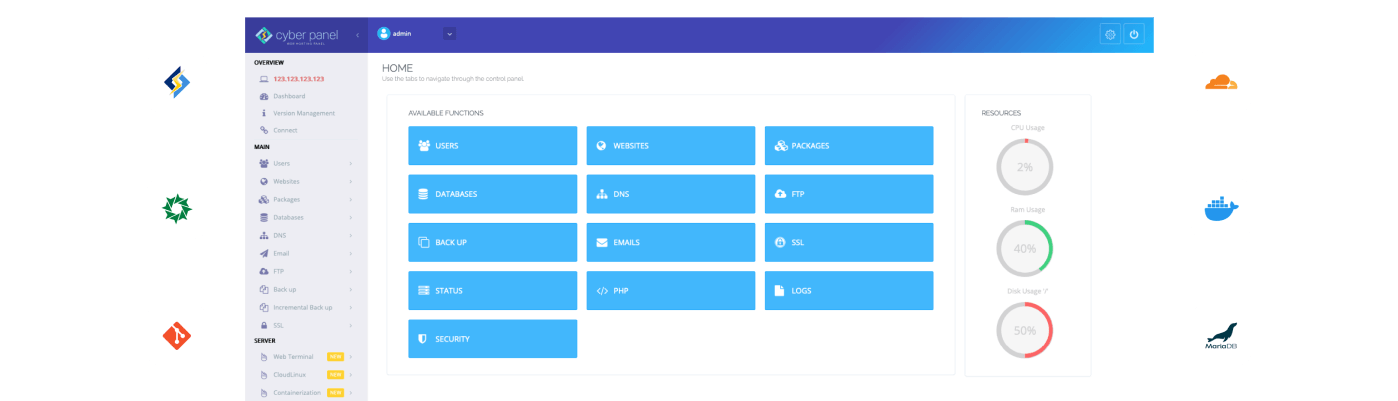 cyber panel
WEB HOSTING PANEL
admin
OVERVIEW
123.123.123.123
Dashboard
Version Management
Connect
MAIN
Users
Websites
Packages
Databases
DNS
Email
FTP
Back up
Incremental Back up
SSL
SERVER
Web Terminal NEW
CloudLinux NEW
Containerization NEW
HOME
Use the tabs to navigate through the control panel.
AVAILABLE FUNCTIONS
USERS
WEBSITES
PACKAGES
DATABASES
DNS
FTP
BACK UP
EMAILS
SSL
STATUS
</> PHP
LOGS
SECURITY
RESOURCES
CPU Usage
2%
Ram Usage
40%
Disk Usage '/'
50%
MariaDB